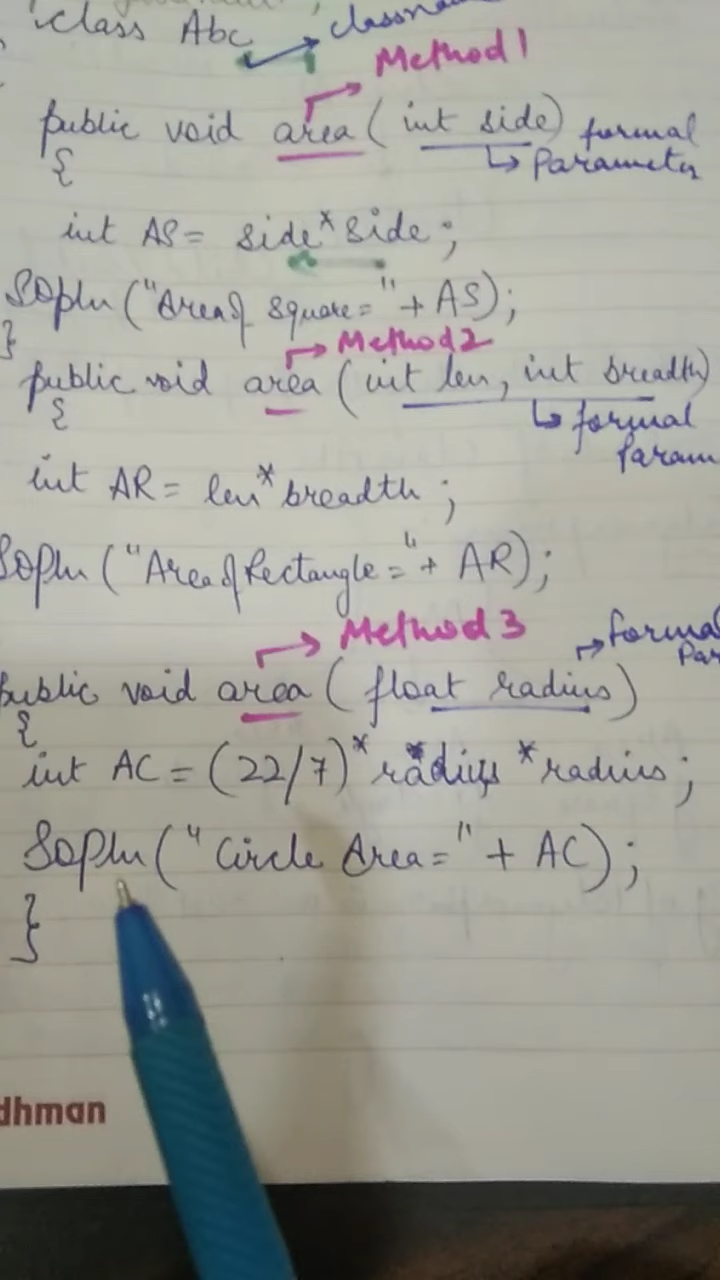 class Abc
Method 1
public void area ( int side) formal
{ Parameter
int AS = side * side ;
SOpln ("Area of square = " + AS);
}
Method 2
public void area ( int len, int breadth)
{ formal
Param
int AR = len * breadth ;
SOpln ("Area of Rectangle = " + AR);
Method 3 formal
Par
public void area ( float radius)
{
int AC = (22/7) * radius * radius ;
SOpln ("Circle Area = " + AC);
}
dhman